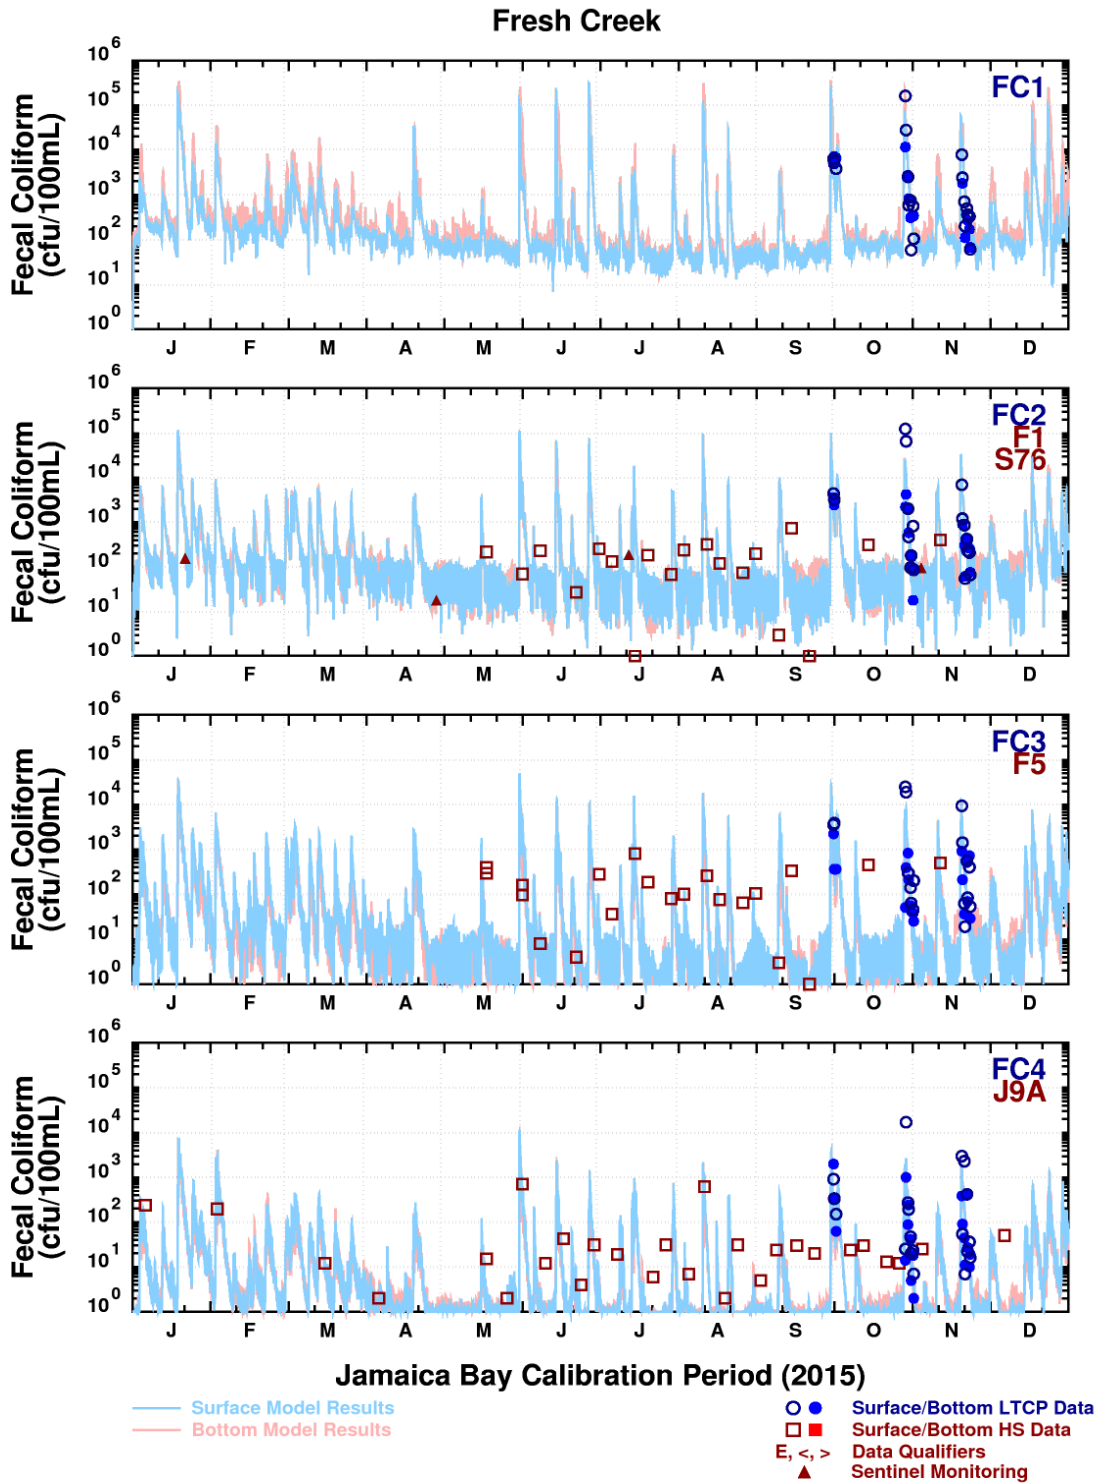 Fresh Creek
Fecal Coliform
(cfu/100mL)
10^6
10^5
10^4
10^3
10^2
10^1
10^0
FC1
J F M A M J J A S O N D
Fecal Coliform
(cfu/100mL)
10^6
10^5
10^4
10^3
10^2
10^1
10^0
FC2
F1
S76
J F M A M J J A S O N D
Fecal Coliform
(cfu/100mL)
10^6
10^5
10^4
10^3
10^2
10^1
10^0
FC3
F5
J F M A M J J A S O N D
Fecal Coliform
(cfu/100mL)
10^6
10^5
10^4
10^3
10^2
10^1
10^0
FC4
J9A
J F M A M J J A S O N D
Jamaica Bay Calibration Period (2015)
Surface Model Results
Bottom Model Results
Surface/Bottom LTCP Data
Surface/Bottom HS Data
E, <, > Data Qualifiers
Sentinel Monitoring